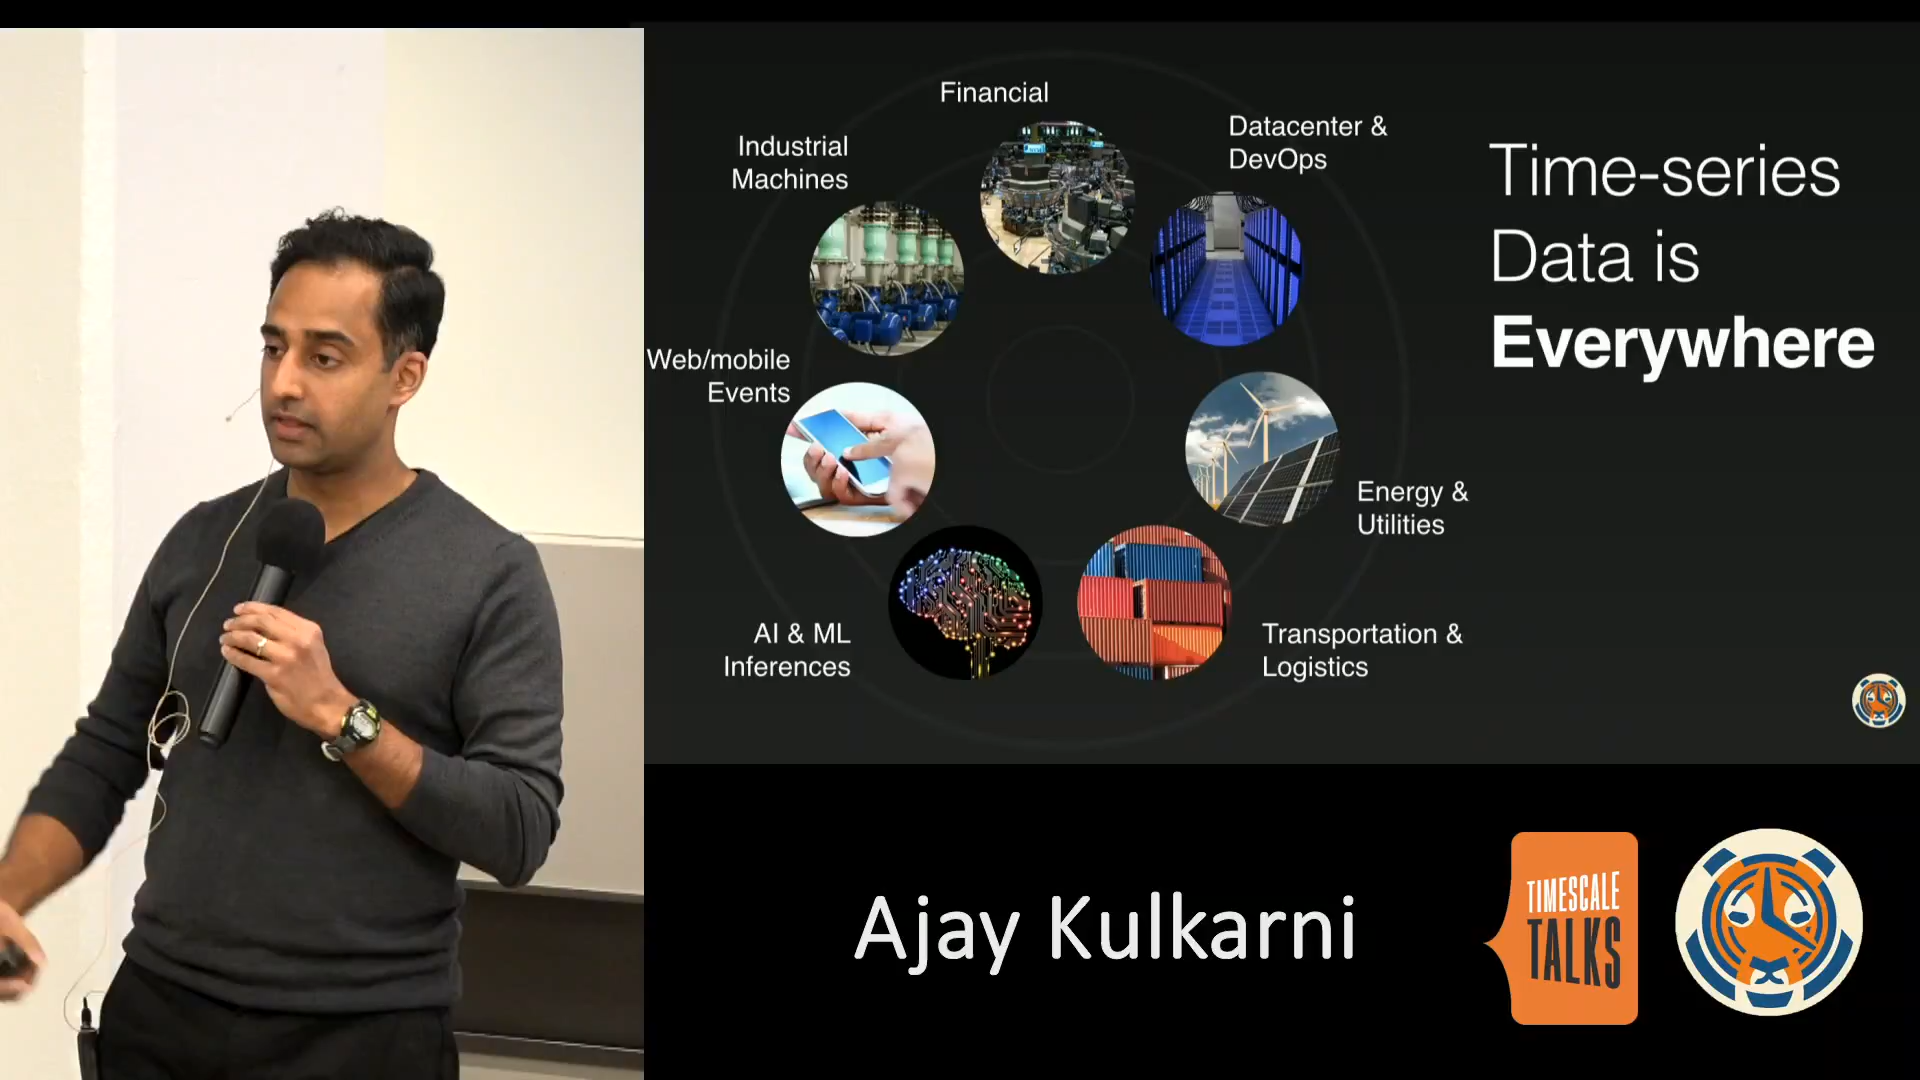 Financial
Datacenter &
DevOps
Industrial
Machines
Web/mobile
Events
Energy &
Utilities
AI & ML
Inferences
Transportation &
Logistics
Time-series
Data is
Everywhere
Ajay Kulkarni
TIMESCALE
TALKS